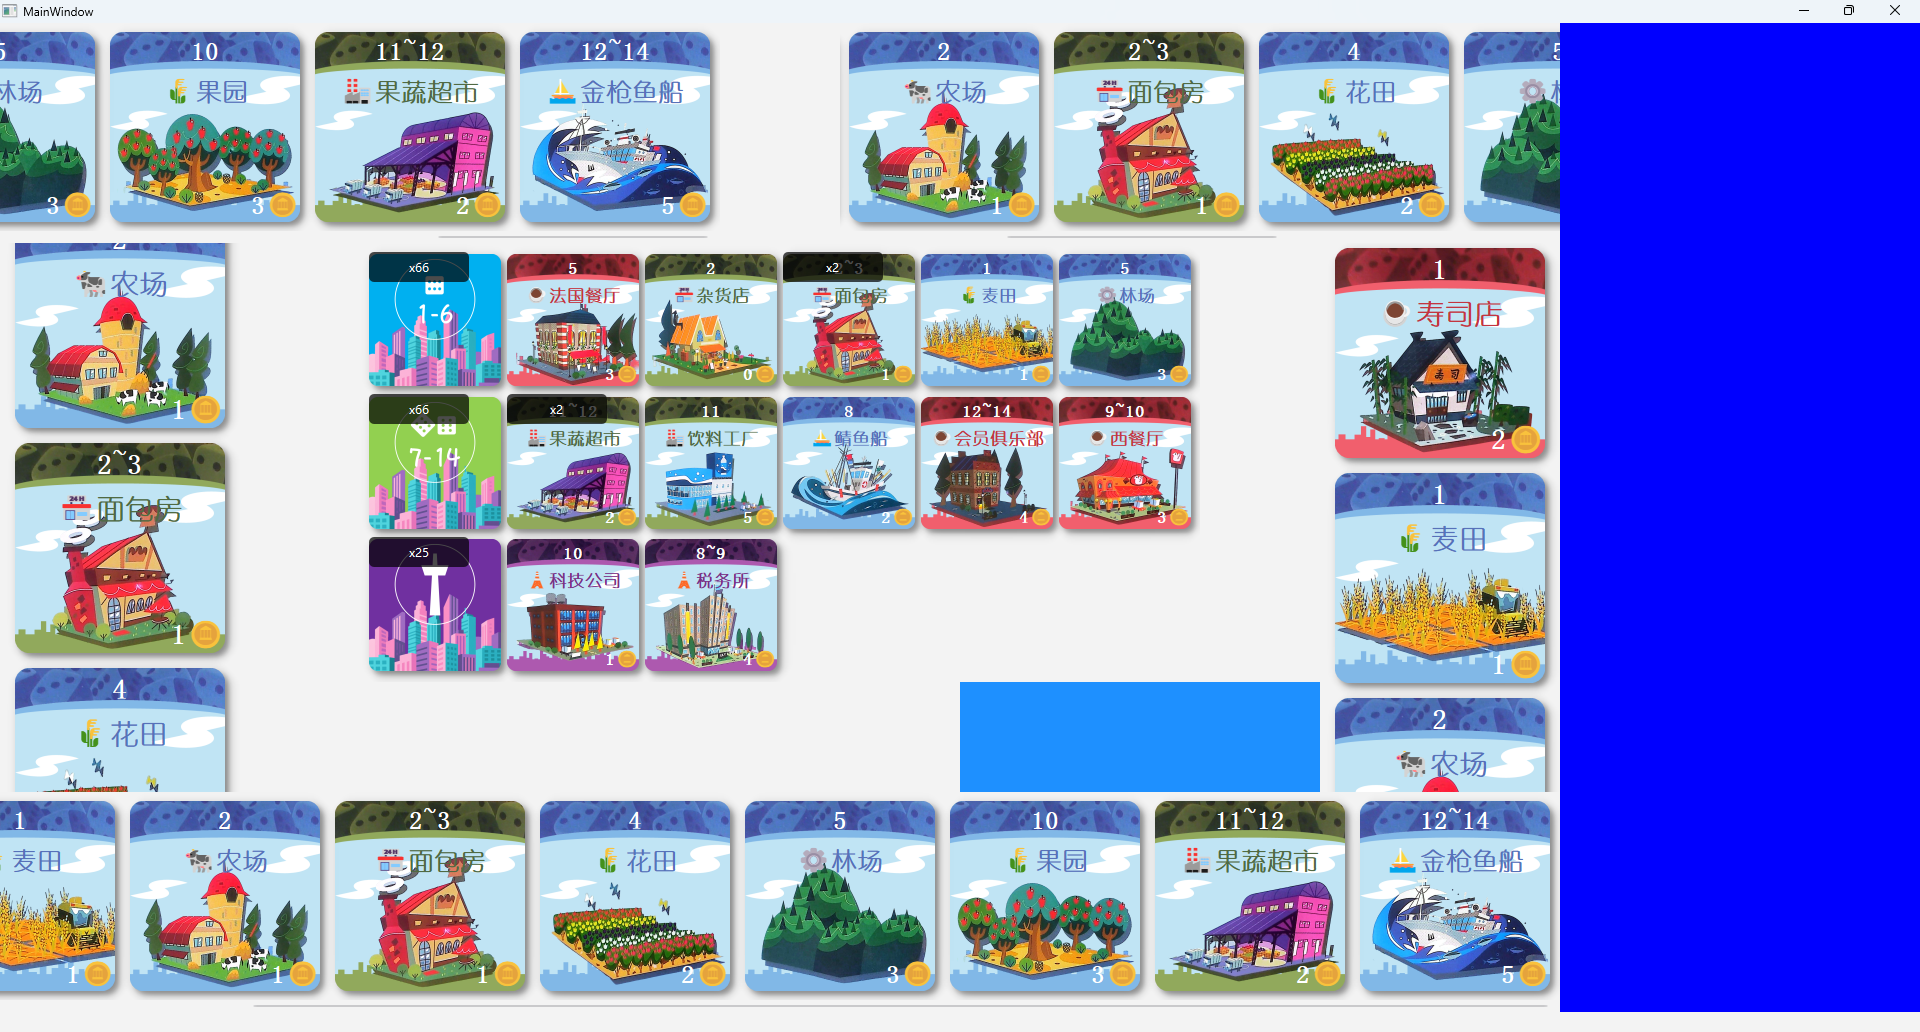 MainWindow
5
林场
3
10
果园
3
11~12
果蔬超市
2
12~14
金枪鱼船
5
2
农场
1
2~3
24H
面包房
1
4
花田
2
5
2
农场
1
2~3
24H
面包房
1
4
花田
x66
1-6
5
法国餐厅
3
2
杂货店
0
x2
~3
面包房
1
1
麦田
1
5
林场
3
x66
7-14
x2
12
果蔬超市
2
11
饮料工厂
5
8
鲭鱼船
2
12~14
会员俱乐部
4
9~10
西餐厅
3
x25
10
科技公司
1
8~9
税务所
4
1
寿司店
寿司
2
1
麦田
1
2
农场
1
麦田
1
2
农场
1
2~3
24H
面包房
1
4
花田
2
5
林场
3
10
果园
3
11~12
果蔬超市
2
12~14
金枪鱼船
5